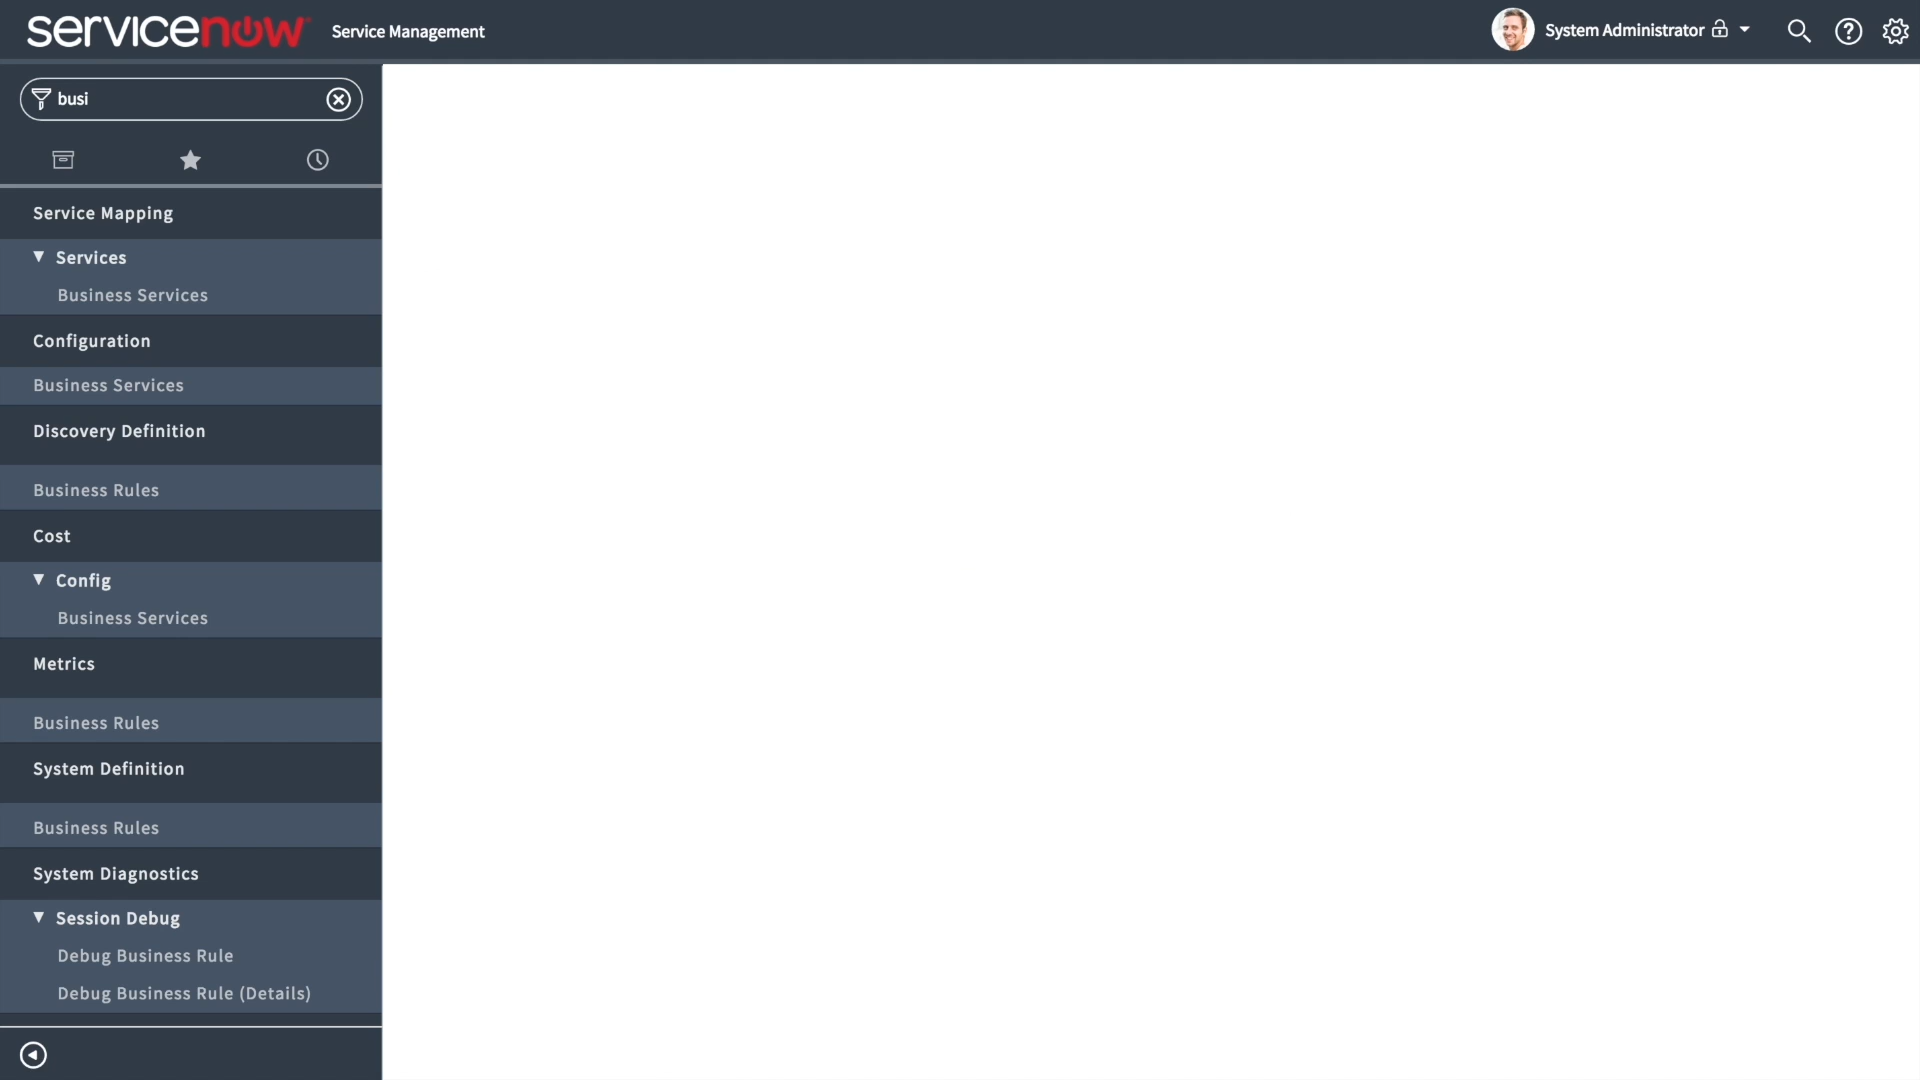 servicenow Service Management System Administrator
busi
Service Mapping
Services
Business Services
Configuration
Business Services
Discovery Definition
Business Rules
Cost
Config
Business Services
Metrics
Business Rules
System Definition
Business Rules
System Diagnostics
Session Debug
Debug Business Rule
Debug Business Rule (Details)